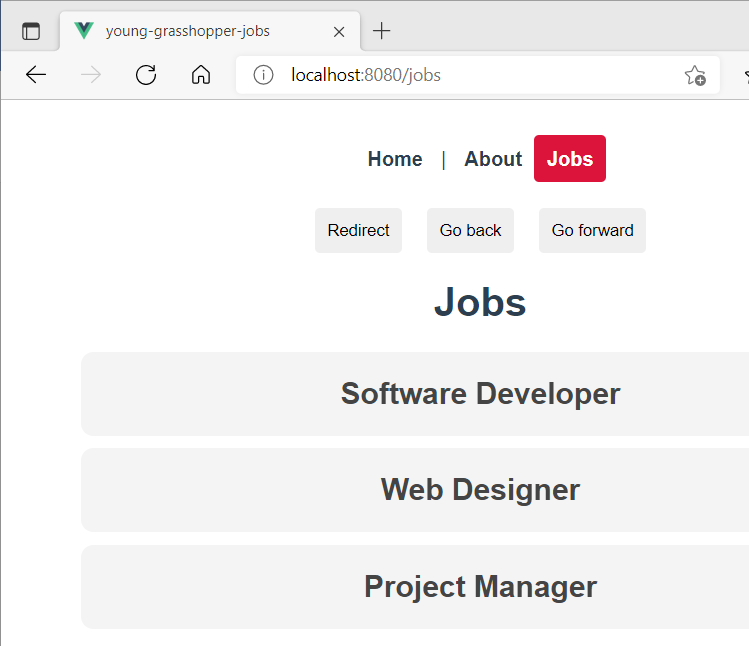 young-grasshopper-jobs
localhost:8080/jobs
Home | About Jobs
Redirect Go back Go forward
Jobs
Software Developer
Web Designer
Project Manager